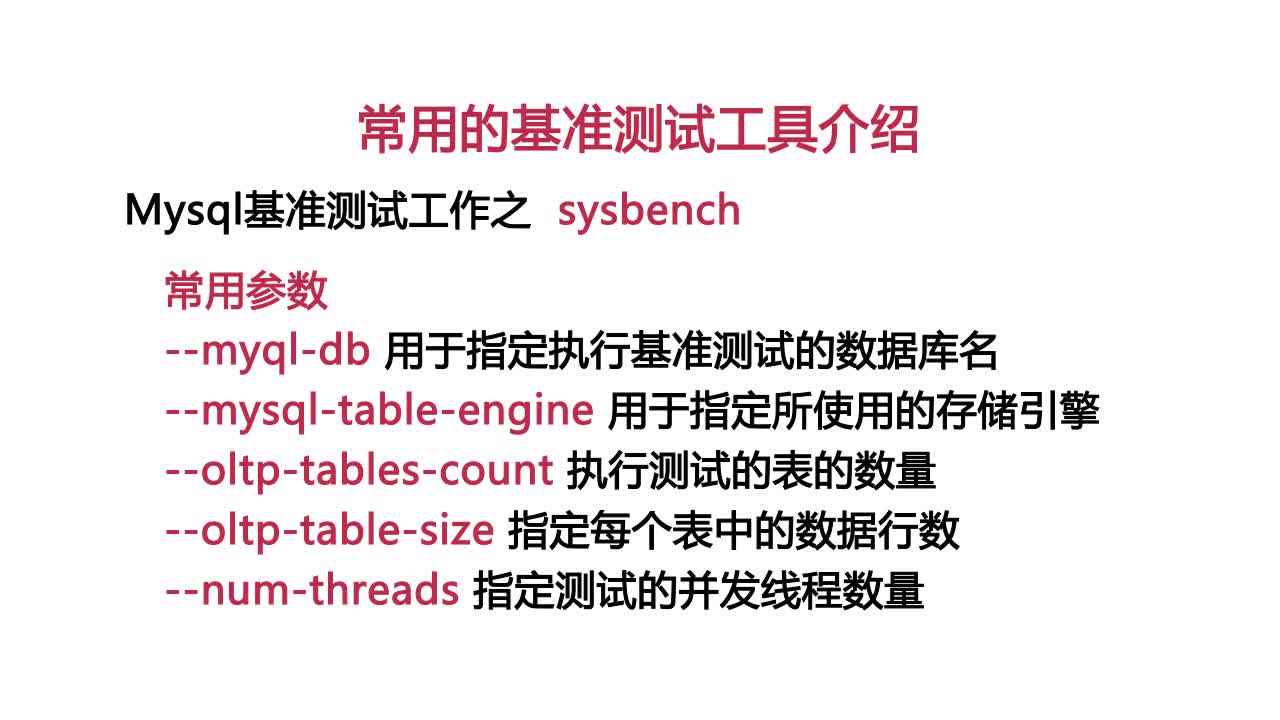 常用的基准测试工具介绍
Mysql基准测试工作之 sysbench
常用参数
--myql-db 用于指定执行基准测试的数据库名
--mysql-table-engine 用于指定所使用的存储引擎
--oltp-tables-count 执行测试的表的数量
--oltp-table-size 指定每个表中的数据行数
--num-threads 指定测试的并发线程数量